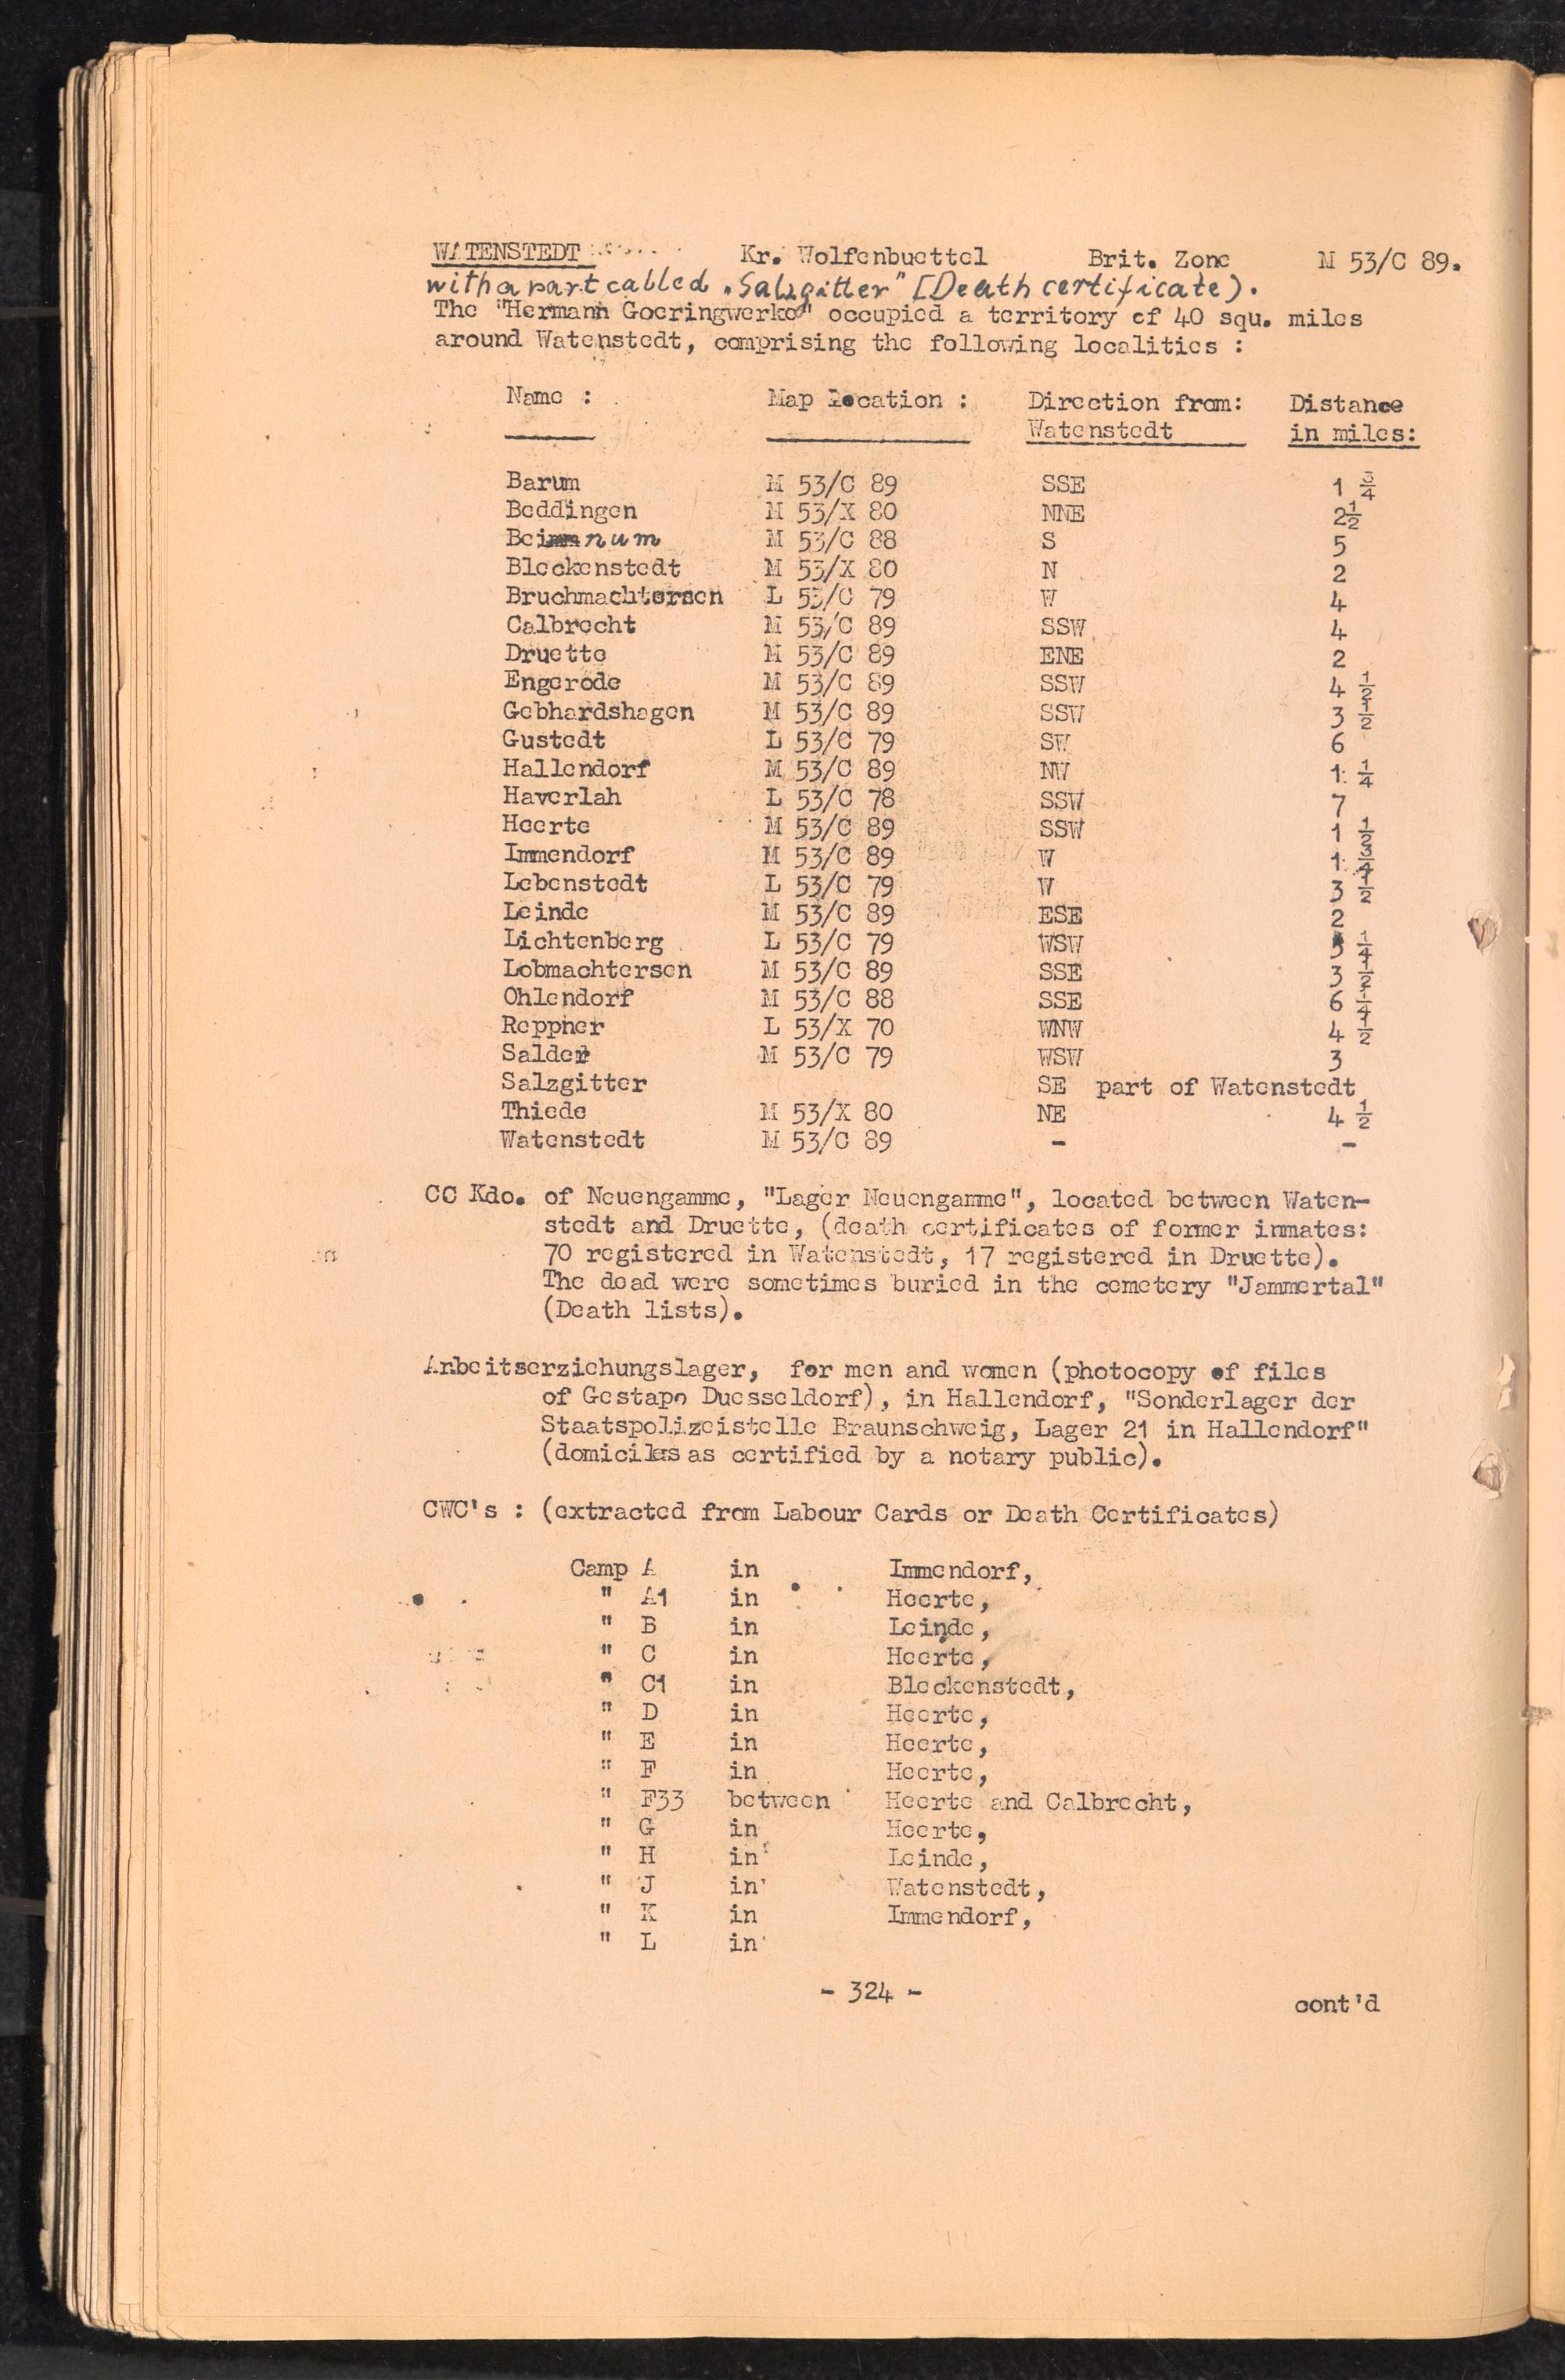 WATENSTEDT Kr. Wolfenbuettel Brit. Zone M 53/C 89.
with a part called „Salzgitter" [Death certificate).
The "Hermann Goeringwerke" occupied a territory of 40 squ. miles
around Watenstedt, comprising the following localities :
Name : Map location : Direction from: Distance
Watenstedt in miles:
Barum M 53/C 89 SSE 1 3/4
Beddingen M 53/X 80 NNE 2 1/2
Beinum M 53/C 88 S 5
Bleckenstedt M 53/X 80 N 2
Bruchmachtersen L 53/C 79 W 4
Calbrecht M 53/C 89 SSW 4
Druette M 53/C 89 ENE 2
Engerode M 53/C 89 SSW 4 1/2
Gebhardshagen M 53/C 89 SSW 3 1/2
Gustedt L 53/C 79 SW 6
Hallendorf M 53/C 89 NW 1 1/4
Haverlah L 53/C 78 SSW 7
Heerte M 53/C 89 SSW 1 1/2
Immendorf M 53/C 89 W 1 3/4
Lebenstedt L 53/C 79 W 3 1/2
Leinde M 53/C 89 ESE 2
Lichtenberg L 53/C 79 WSW 5 1/4
Lobmachtersen M 53/C 89 SSE 3 1/2
Ohlendorf M 53/C 88 SSE 6 1/4
Reppner L 53/X 70 WNW 4 1/2
Salder M 53/C 79 WSW 3
Salzgitter SE part of Watenstedt
Thiede M 53/X 80 NE 4 1/2
Watenstedt M 53/C 89 - -
CC Kdo. of Neuengamme, "Lager Neuengamme", located between Waten-
stedt and Druette, (death certificates of former inmates:
70 registered in Watenstedt, 17 registered in Druette).
The dead were sometimes buried in the cemetery "Jammertal"
(Death lists).
Arbeitserziehungslager, for men and women (photocopy of files
of Gestapo Duesseldorf), in Hallendorf, "Sonderlager der
Staatspolizeistelle Braunschweig, Lager 21 in Hallendorf"
(domiciles as certified by a notary public).
CWC's : (extracted from Labour Cards or Death Certificates)
Camp A in Immendorf,
" A1 in Heerte,
" B in Leinde,
" C in Heerte,
" C1 in Bleckenstedt,
" D in Heerte,
" E in Heerte,
" F in Heerte,
" F33 between Heerte and Calbrecht,
" G in Heerte,
" H in Leinde,
" J in Watenstedt,
" K in Immendorf,
" L in
- 324 -
cont'd